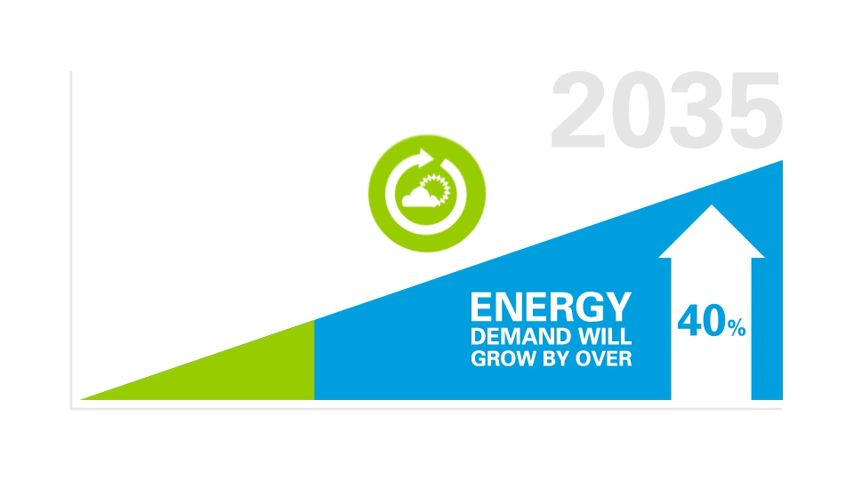 2035
ENERGY
DEMAND WILL
GROW BY OVER
40%